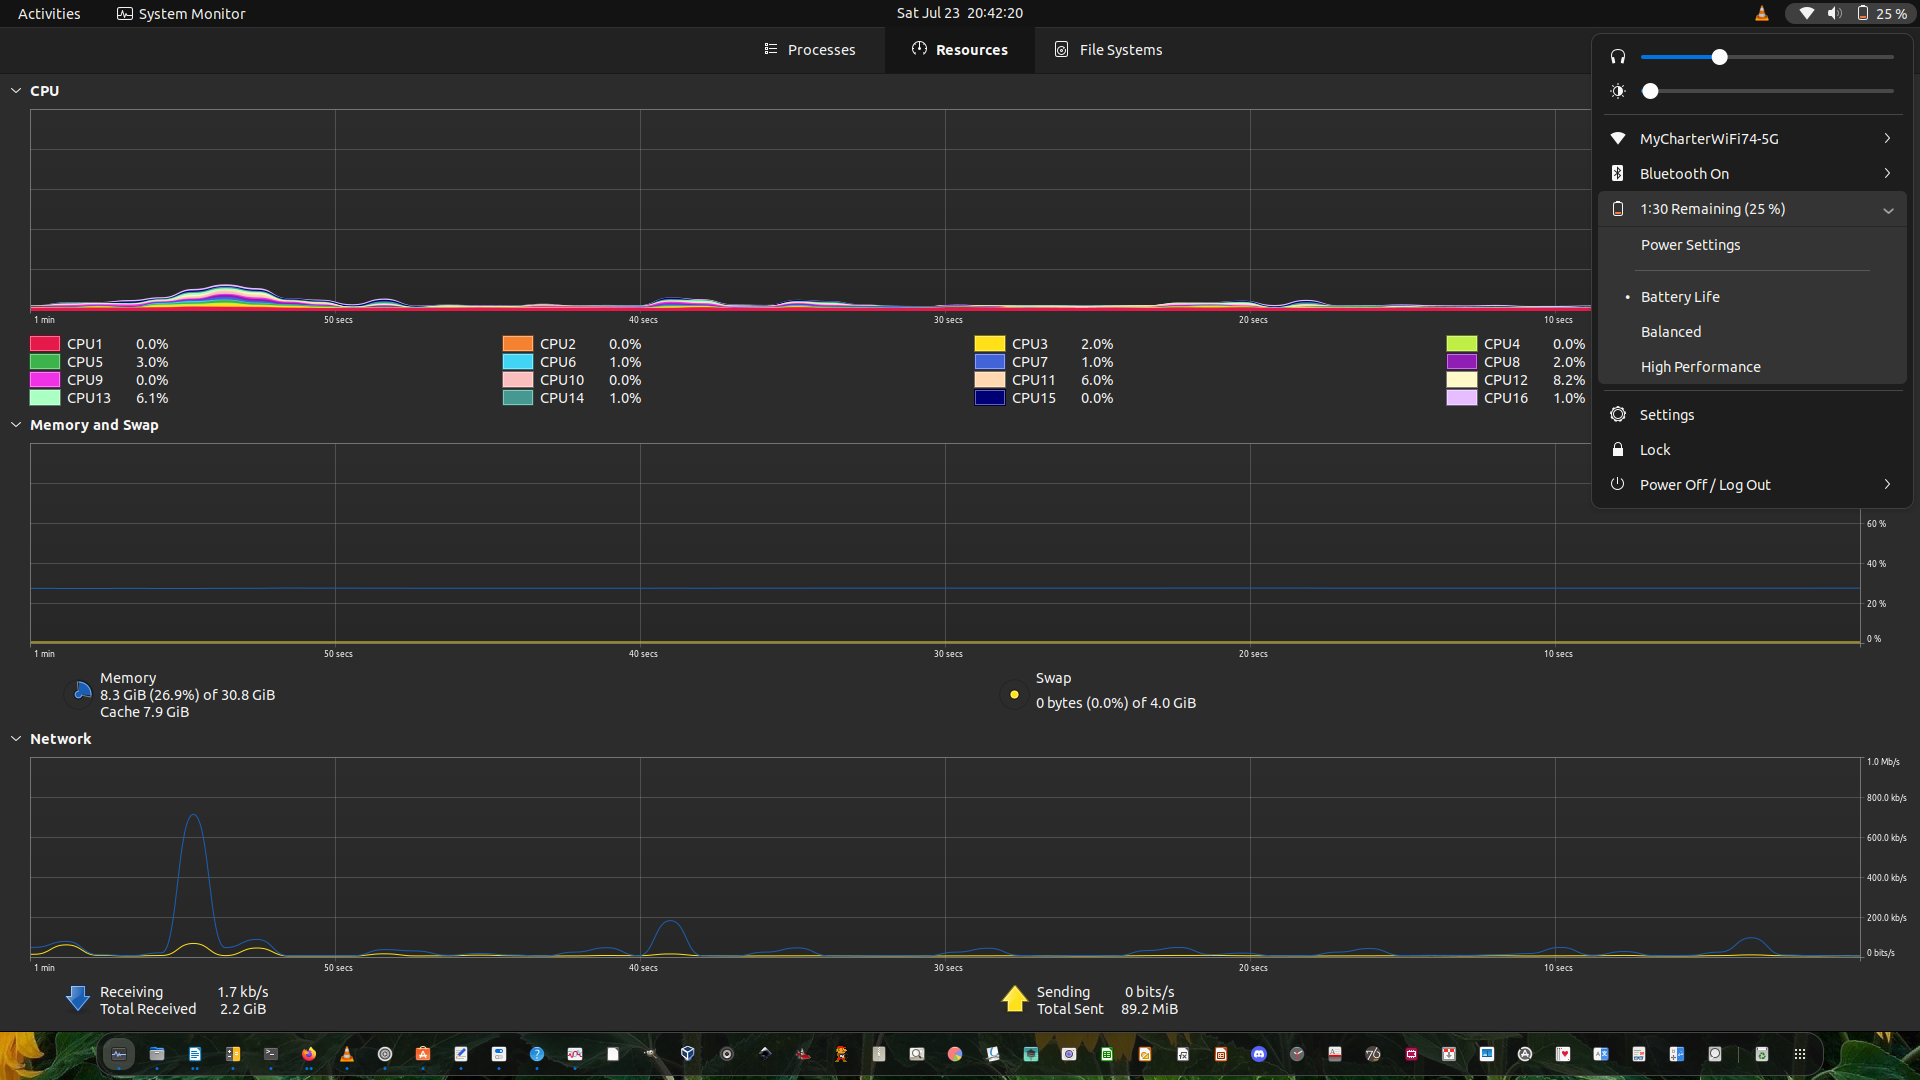 Activities
System Monitor
Sat Jul 23 20:42:20
25 %
Processes
Resources
File Systems
CPU
1 min
50 secs
40 secs
30 secs
20 secs
10 secs
CPU1 0.0%
CPU2 0.0%
CPU3 2.0%
CPU4 0.0%
CPU5 3.0%
CPU6 1.0%
CPU7 1.0%
CPU8 2.0%
CPU9 0.0%
CPU10 0.0%
CPU11 6.0%
CPU12 8.2%
CPU13 6.1%
CPU14 1.0%
CPU15 0.0%
CPU16 1.0%
MyCharterWiFi74-5G
Bluetooth On
1:30 Remaining (25 %)
Power Settings
Battery Life
Balanced
High Performance
Settings
Lock
Power Off / Log Out
Memory and Swap
60 %
40 %
20 %
0 %
1 min
50 secs
40 secs
30 secs
20 secs
10 secs
Memory
8.3 GiB (26.9%) of 30.8 GiB
Cache 7.9 GiB
Swap
0 bytes (0.0%) of 4.0 GiB
Network
1.0 Mb/s
800.0 kb/s
600.0 kb/s
400.0 kb/s
200.0 kb/s
0 bits/s
1 min
50 secs
40 secs
30 secs
20 secs
10 secs
Receiving 1.7 kb/s
Total Received 2.2 GiB
Sending 0 bits/s
Total Sent 89.2 MiB